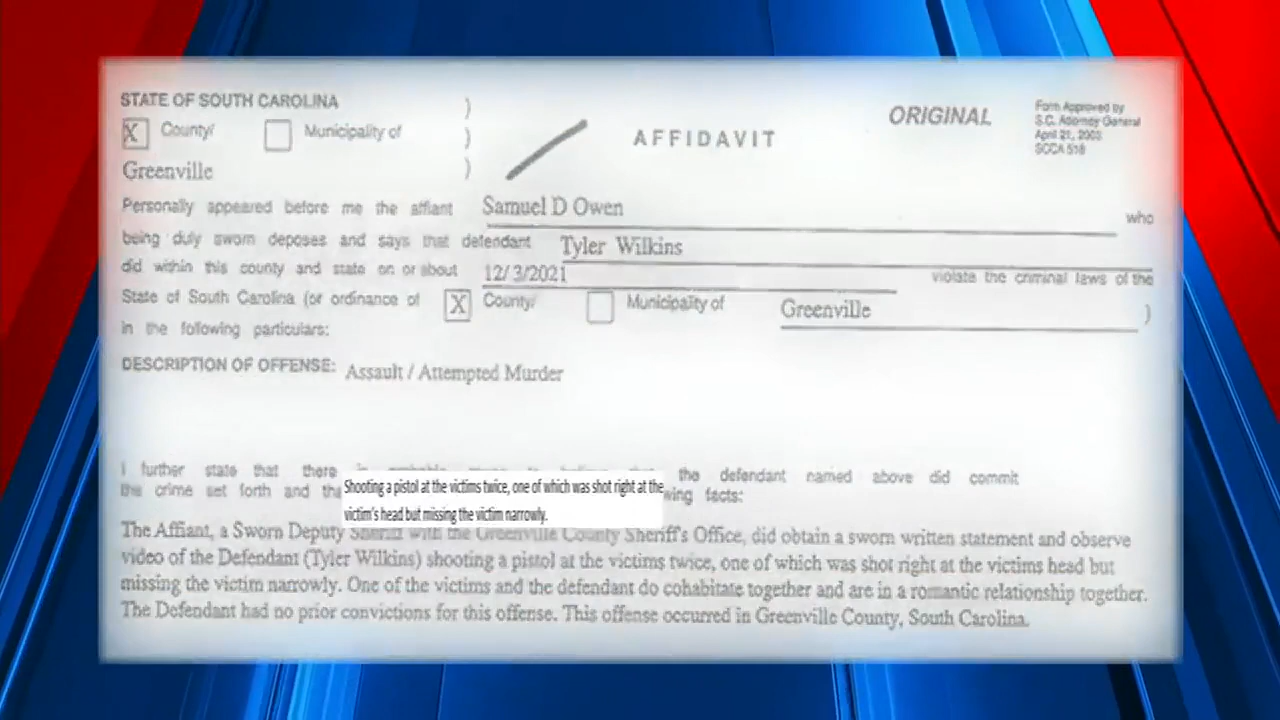 STATE OF SOUTH CAROLINA )
X County/ Municipality of )
Greenville )
AFFIDAVIT
ORIGINAL
Form Approved by
S.C. Attorney General
April 21, 2003
SCCA 518
Personally appeared before me the affiant Samuel D Owen who
being duly sworn deposes and says that defendant Tyler Wilkins
did within this county and state on or about 12/3/2021 violate the criminal laws of the
State of South Carolina (or ordinance of X County/ Municipality of Greenville )
in the following particulars:
DESCRIPTION OF OFFENSE: Assault / Attempted Murder
I further state that there the defendant named above did commit
the crime set forth and facts:
Shooting a pistol at the victims twice, one of which was shot right at the
victim's head but missing the victim narrowly.
The Affiant, a Sworn Deputy Sheriff with the Greenville County Sheriff's Office, did obtain a sworn written statement and observe
video of the Defendant (Tyler Wilkins) shooting a pistol at the victims twice, one of which was shot right at the victims head but
missing the victim narrowly. One of the victims and the defendant do cohabitate together and are in a romantic relationship together.
The Defendant had no prior convictions for this offense. This offense occurred in Greenville County, South Carolina.